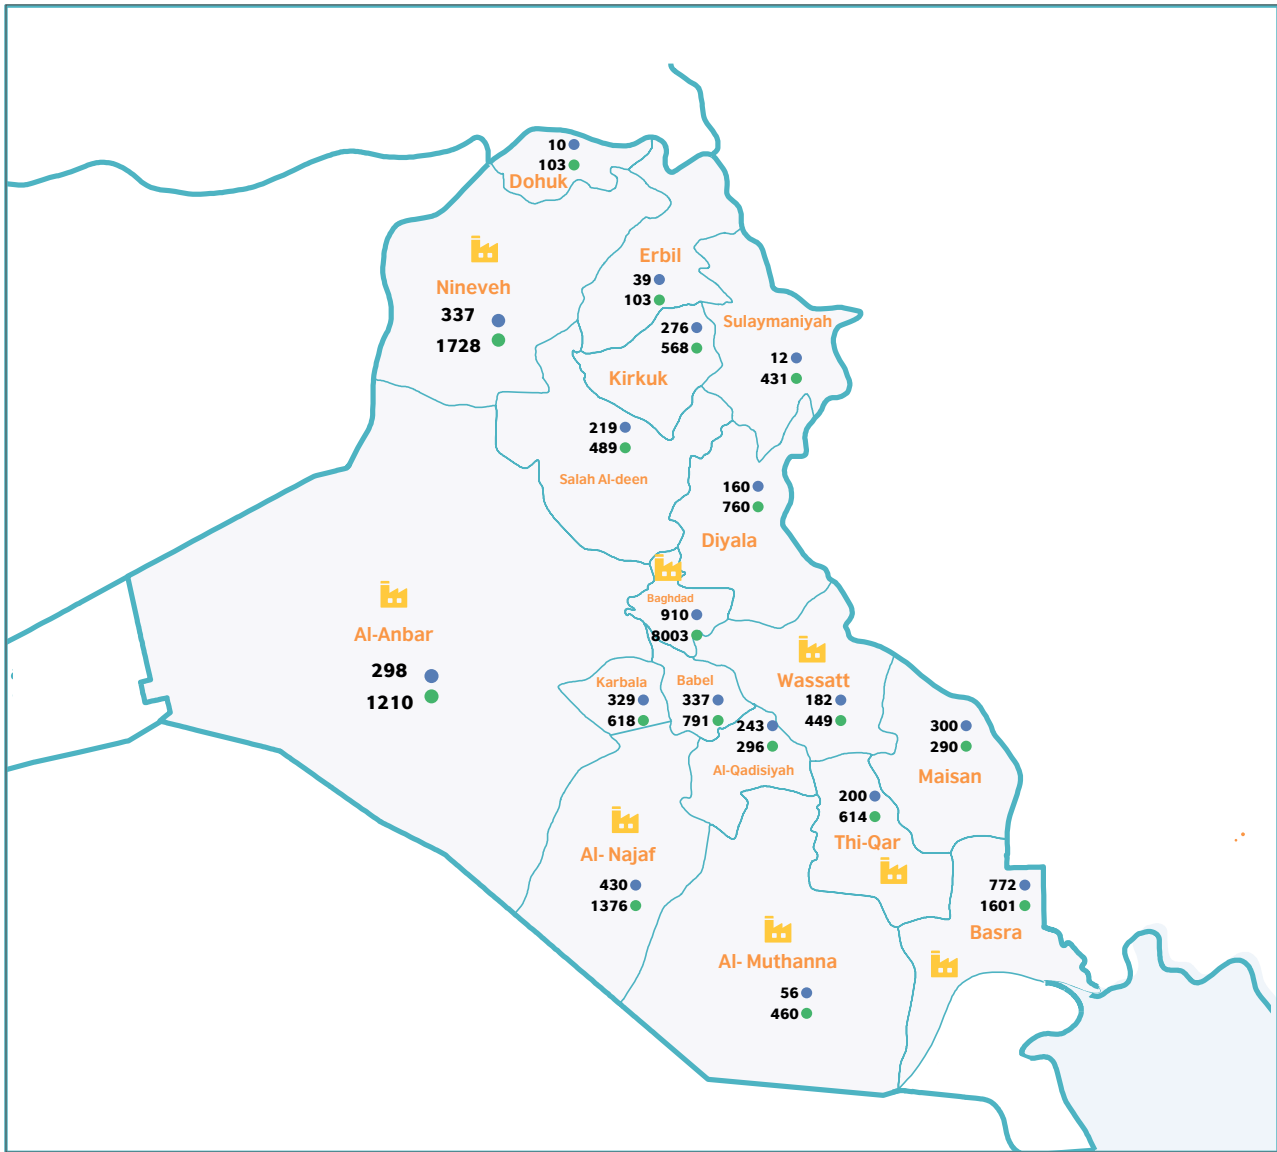 10
103
Dohuk
Erbil
39
103
Nineveh
337
1728
Sulaymaniyah
12
431
276
568
Kirkuk
219
489
Salah Al-deen
160
760
Diyala
Baghdad
910
8003
Al-Anbar
298
1210
Karbala
329
618
Babel
337
791
Wassatt
182
449
243
296
Al-Qadisiyah
300
290
Maisan
200
614
Thi-Qar
Al- Najaf
430
1376
772
1601
Basra
Al- Muthanna
56
460